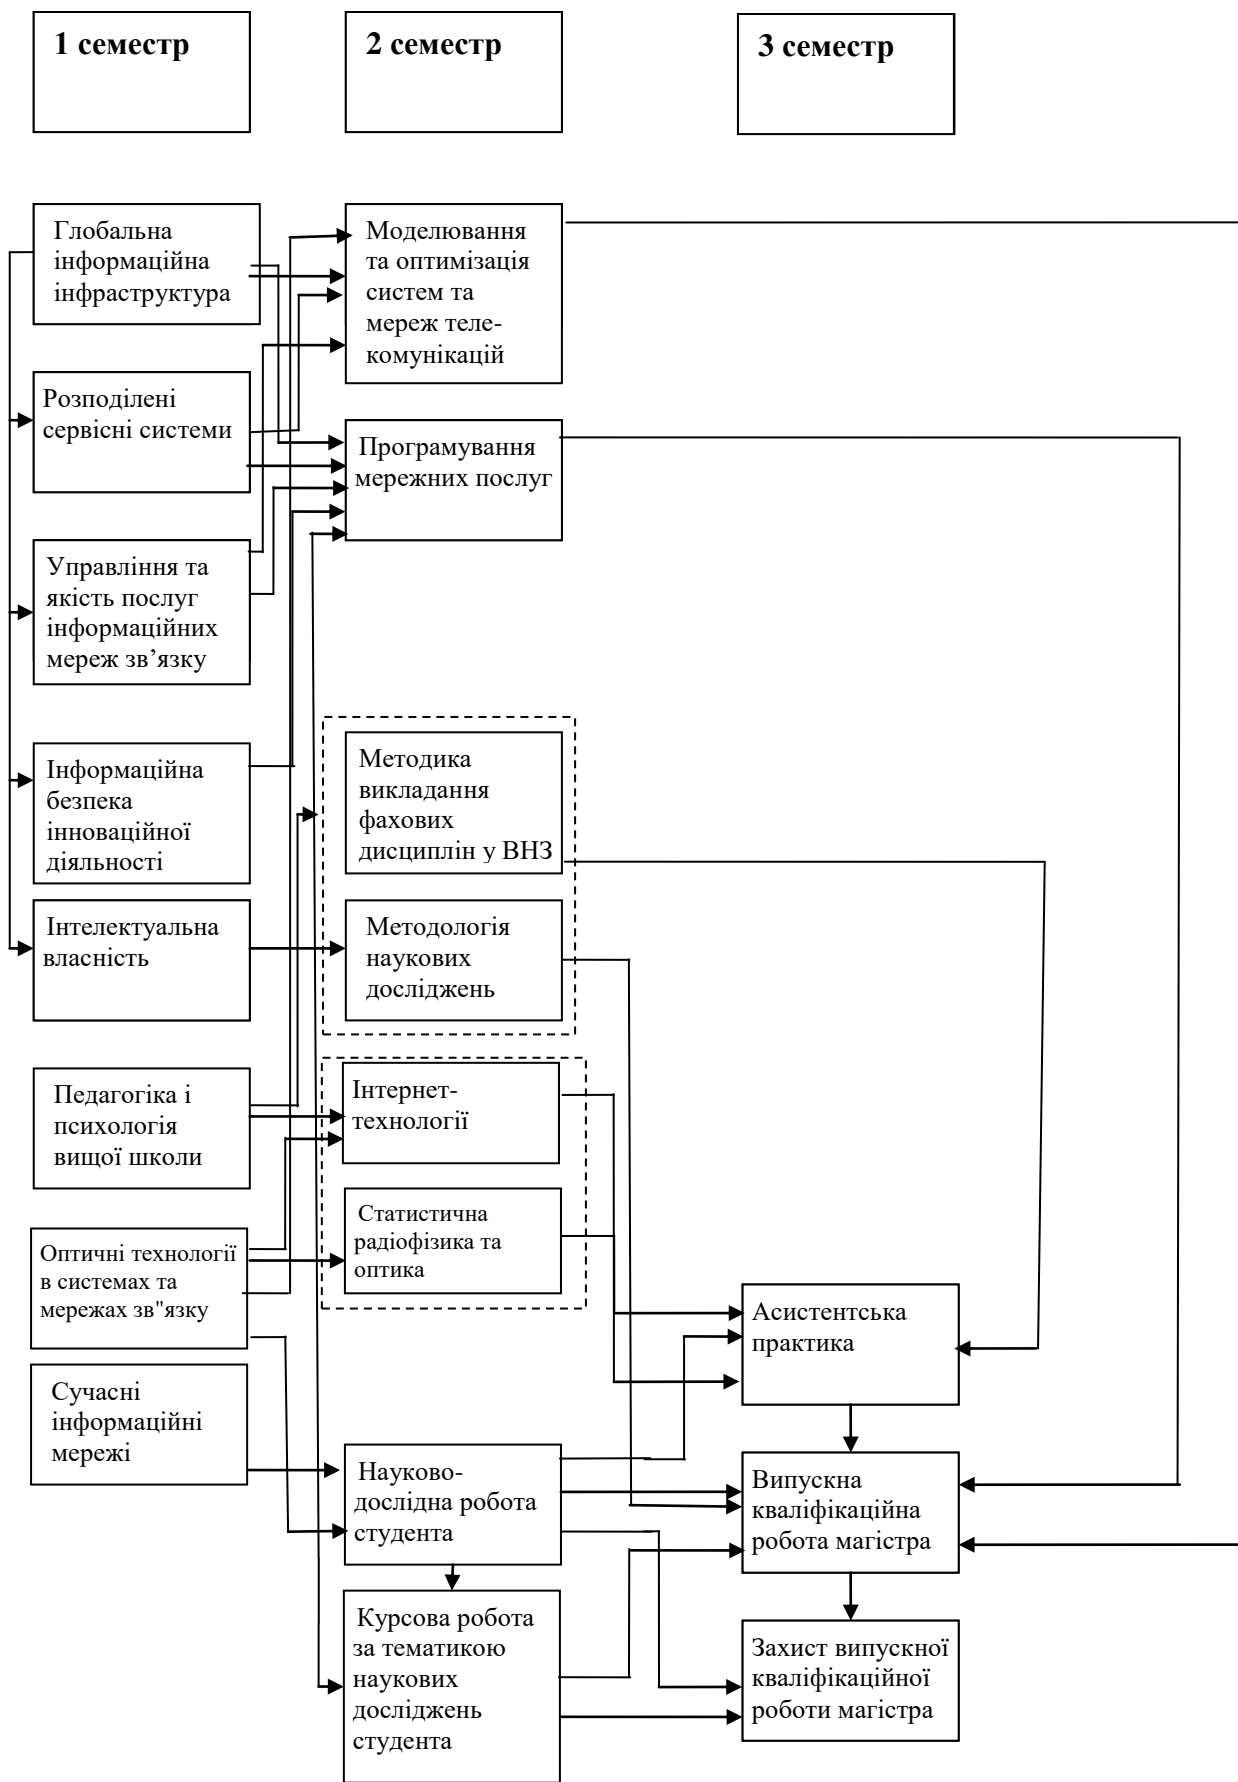 1 семестр
2 семестр
3 семестр
Глобальна
інформаційна
інфраструктура
Розподілені
сервісні системи
Управління та
якість послуг
інформаційних
мереж зв’язку
Інформаційна
безпека
інноваційної
діяльності
Інтелектуальна
власність
Педагогіка і
психологія
вищої школи
Оптичні технології
в системах та
мережах зв"язку
Сучасні
інформаційні
мережі
Моделювання
та оптимізація
систем та
мереж теле-
комунікацій
Програмування
мережних послуг
Методика
викладання
фахових
дисциплін у ВНЗ
Методологія
наукових
досліджень
Інтернет-
технології
Статистична
радіофізика та
оптика
Науково-
дослідна робота
студента
Курсова робота
за тематикою
наукових
досліджень
студента
Асистентська
практика
Випускна
кваліфікаційна
робота магістра
Захист випускної
кваліфікаційної
роботи магістра